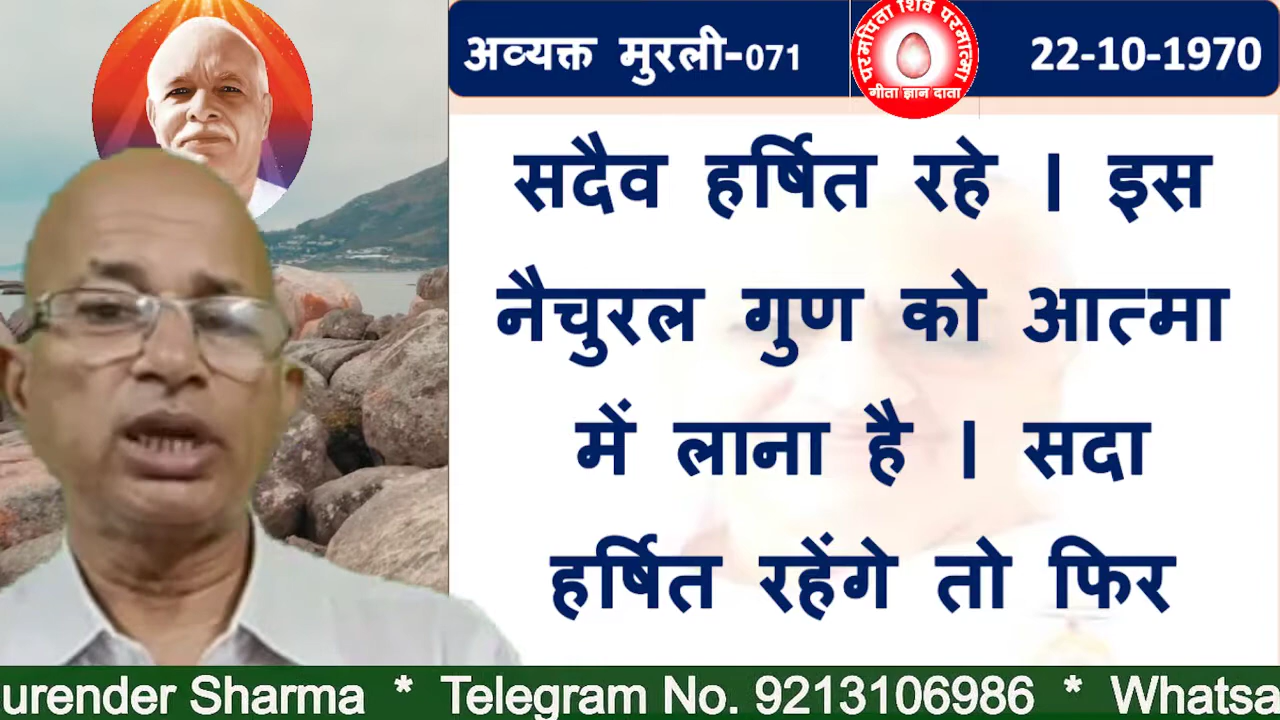 अव्यक्त मुरली-071
परमपिता शिव परमात्मा
गीता ज्ञान दाता
22-10-1970
सदैव हर्षित रहे । इस
नैचुरल गुण को आत्मा
में लाना है । सदा
हर्षित रहेंगे तो फिर
urender Sharma * Telegram No. 9213106986 * Whatsa